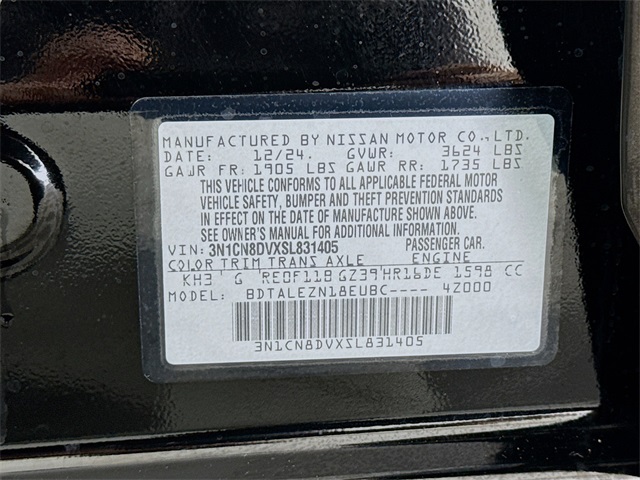 MANUFACTURED BY NISSAN MOTOR CO., LTD.
DATE: 12/24. GVWR: 3624 LBS
GAWR FR: 1905 LBS GAWR RR: 1735 LBS
THIS VEHICLE CONFORMS TO ALL APPLICABLE FEDERAL MOTOR
VEHICLE SAFETY, BUMPER AND THEFT PREVENTION STANDARDS
IN EFFECT ON THE DATE OF MANUFACTURE SHOWN ABOVE.
SEE OWNER'S MANUAL FOR ADDITIONAL INFORMATION.
VIN: 3N1CN8DVXSL831405 PASSENGER CAR.
COLOR TRIM TRANS AXLE ENGINE
KH3 G RE0F11B GZ39 HR16DE 1598 CC
MODEL: BDTALEZN18EUBC---- 4Z000
3N1CN8DVXSL831405